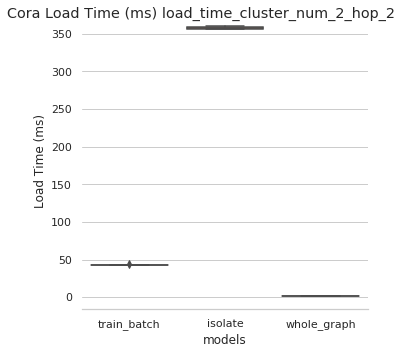 Cora Load Time (ms) load_time_cluster_num_2_hop_2
350
300
250
200
150
100
50
0
Load Time (ms)
train_batch isolate whole_graph
models